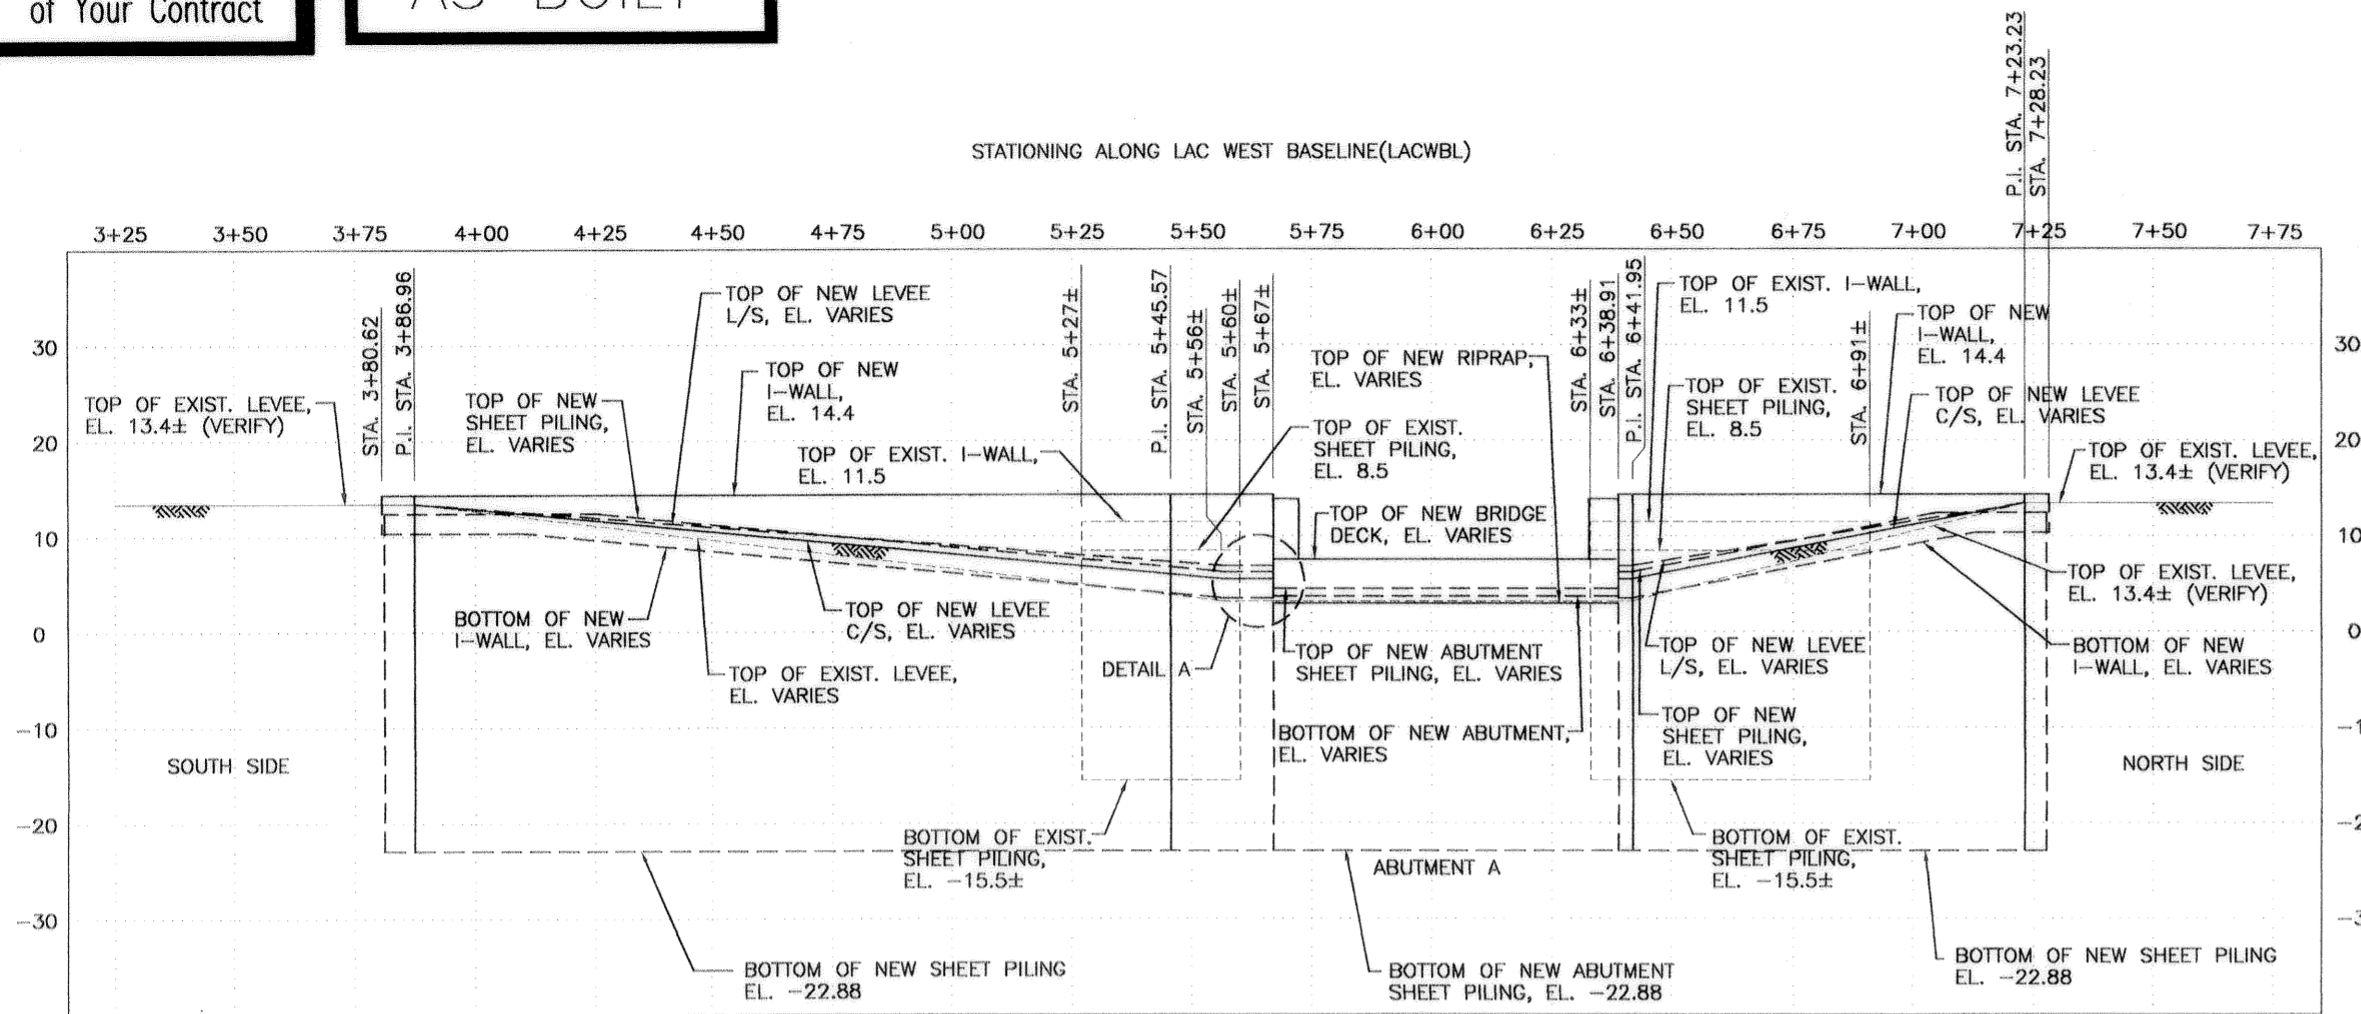 of Your Contract
AS-BUILT
STATIONING ALONG LAC WEST BASELINE(LACWBL)
P.I. STA. 7+23.23
STA. 7+28.23
3+25 3+50 3+75 4+00 4+25 4+50 4+75 5+00 5+25 5+50 5+75 6+00 6+25 6+50 6+75 7+00 7+25 7+50 7+75
STA. 3+80.62
P.I. STA. 3+86.96
STA. 5+27±
P.I. STA. 5+45.57
STA. 5+56±
STA. 5+60±
STA. 5+67±
STA. 6+33±
STA. 6+38.91
P.I. STA. 6+41.95
STA. 6+91±
30
20
10
0
-10
-20
-30
TOP OF EXIST. LEVEE,
EL. 13.4± (VERIFY)
TOP OF NEW
SHEET PILING,
EL. VARIES
TOP OF NEW LEVEE
L/S, EL. VARIES
TOP OF NEW
I-WALL,
EL. 14.4
TOP OF EXIST. I-WALL,
EL. 11.5
TOP OF EXIST.
SHEET PILING,
EL. 8.5
TOP OF NEW RIPRAP,
EL. VARIES
TOP OF NEW BRIDGE
DECK, EL. VARIES
TOP OF EXIST. I-WALL,
EL. 11.5
TOP OF EXIST.
SHEET PILING,
EL. 8.5
TOP OF NEW
I-WALL,
EL. 14.4
TOP OF NEW LEVEE
C/S, EL. VARIES
TOP OF EXIST. LEVEE,
EL. 13.4± (VERIFY)
BOTTOM OF NEW
I-WALL, EL. VARIES
TOP OF EXIST. LEVEE,
EL. VARIES
TOP OF NEW LEVEE
C/S, EL. VARIES
DETAIL A
TOP OF NEW ABUTMENT
SHEET PILING, EL. VARIES
BOTTOM OF NEW ABUTMENT,
EL. VARIES
TOP OF NEW LEVEE
L/S, EL. VARIES
TOP OF NEW
SHEET PILING,
EL. VARIES
TOP OF EXIST. LEVEE,
EL. 13.4± (VERIFY)
BOTTOM OF NEW
I-WALL, EL. VARIES
SOUTH SIDE
NORTH SIDE
BOTTOM OF EXIST.
SHEET PILING,
EL. -15.5±
ABUTMENT A
BOTTOM OF EXIST.
SHEET PILING,
EL. -15.5±
BOTTOM OF NEW SHEET PILING
EL. -22.88
BOTTOM OF NEW ABUTMENT
SHEET PILING, EL. -22.88
BOTTOM OF NEW SHEET PILING
EL. -22.88
30
20
10
0
-1
-2
-3